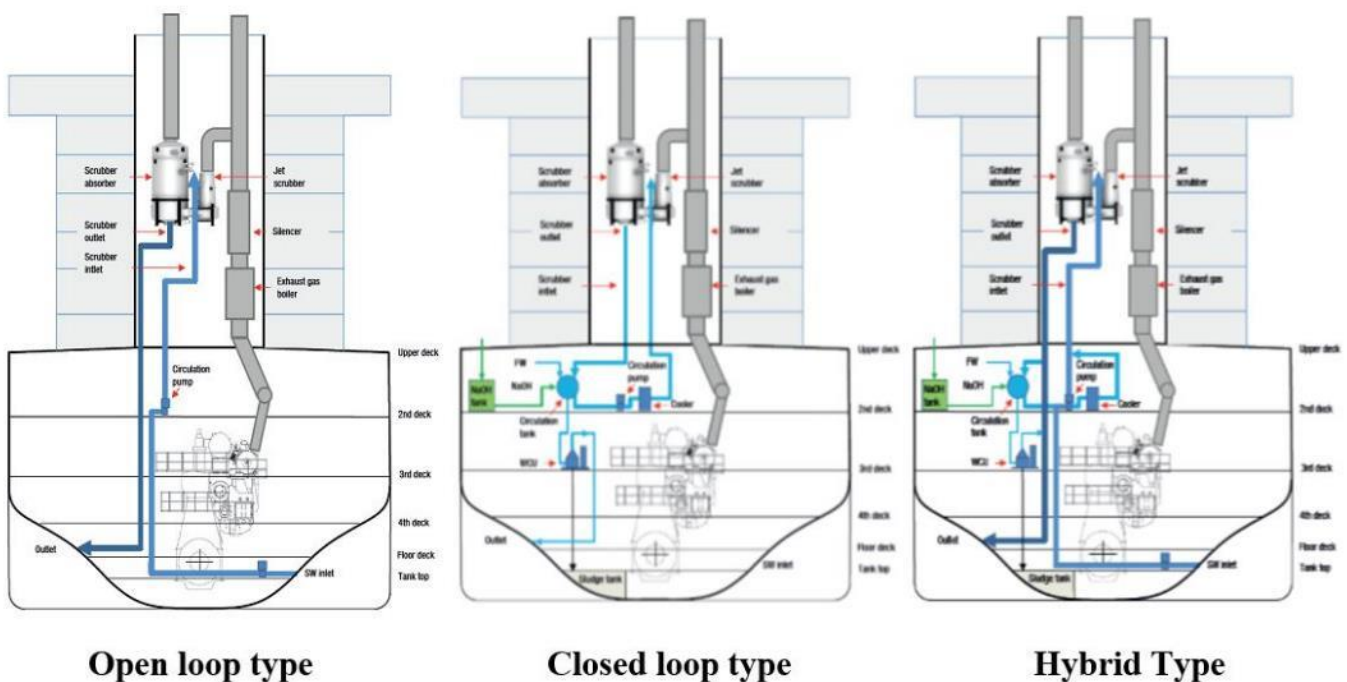 Scrubber
absorber
Jet
scrubber
Scrubber
outlet
Silencer
Scrubber
intlet
Exhaust gas
boiler
Upper deck
Circulation
pump
2nd deck
3rd deck
4th deck
Outlet
Floor deck
SW inlet
Tank top
Open loop type
Scrubber
absorber
Jet
scrubber
Scrubber
outlet
Silencer
Scrubber
intlet
Exhaust gas
boiler
Upper deck
FW
Circulation
pump
NaOH
tank
NaOH
2nd deck
Cooler
Circulation
tank
WCU
3rd deck
4th deck
Outlet
Floor deck
SW inlet
Tank top
Sludge tank
Closed loop type
Scrubber
absorber
Jet
scrubber
Scrubber
outlet
Silencer
Scrubber
intlet
Exhaust gas
boiler
Upper deck
FW
Circulation
pump
NaOH
tank
NaOH
2nd deck
Cooler
Circulation
tank
WCU
3rd deck
4th deck
Outlet
Floor deck
SW inlet
Tank top
Sludge tank
Hybrid Type